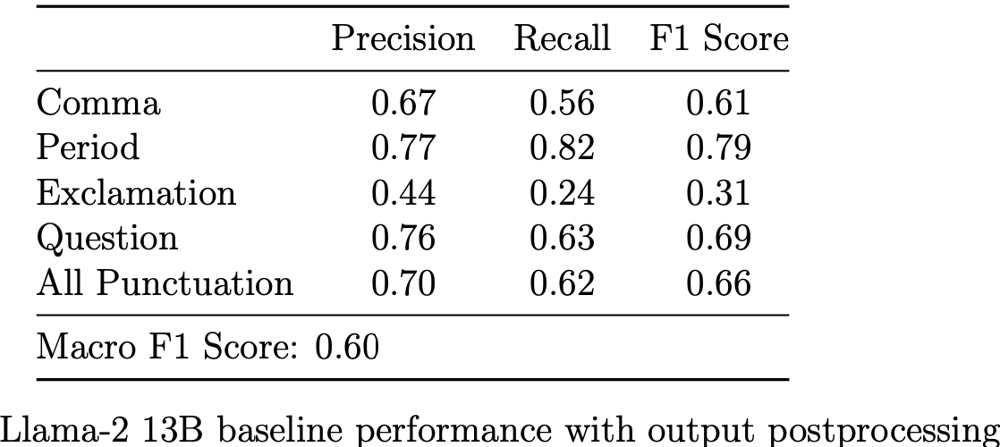 Precision Recall F1 Score
Comma 0.67 0.56 0.61
Period 0.77 0.82 0.79
Exclamation 0.44 0.24 0.31
Question 0.76 0.63 0.69
All Punctuation 0.70 0.62 0.66
Macro F1 Score: 0.60
Llama-2 13B baseline performance with output postprocessing